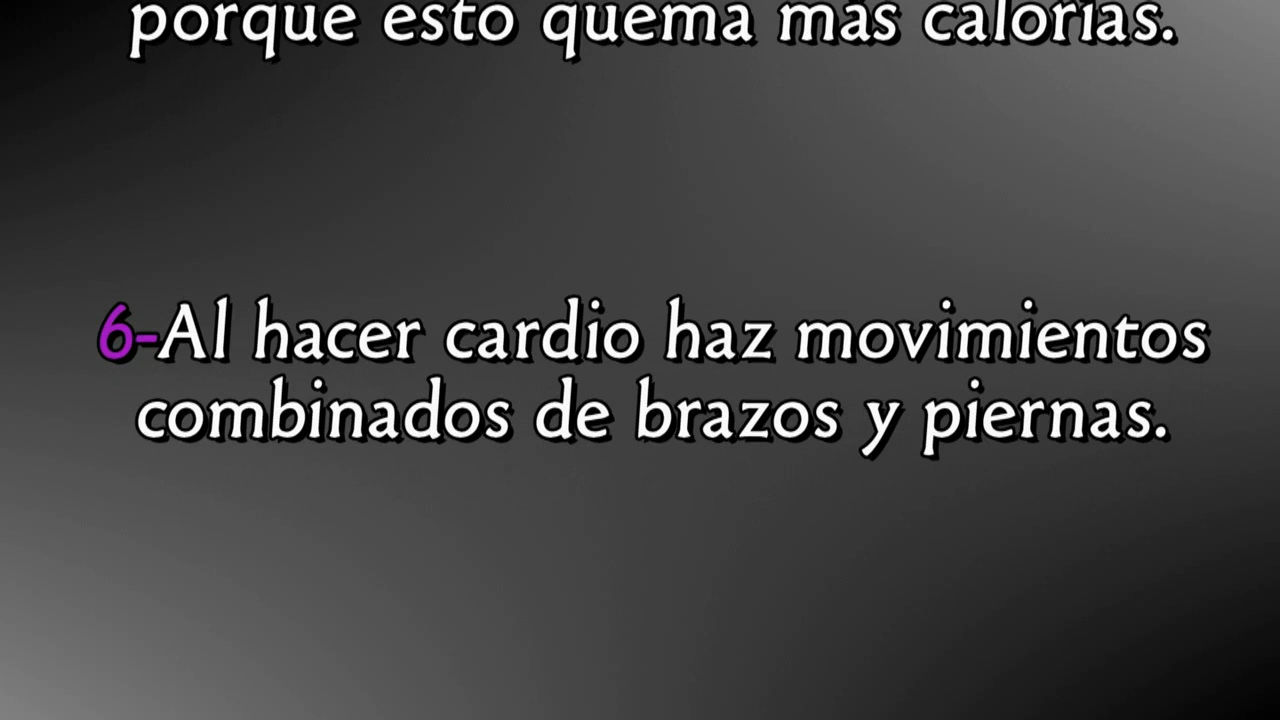 porque esto quema más calorías.
6-Al hacer cardio haz movimientos
combinados de brazos y piernas.